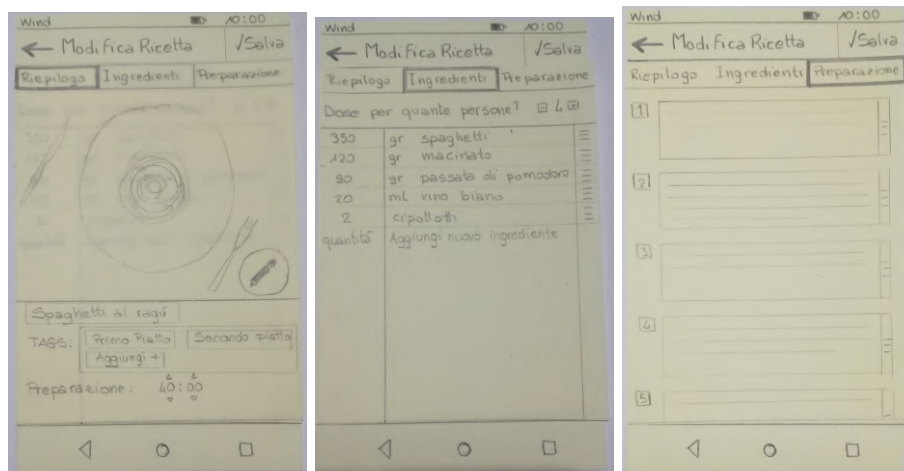 Wind 10:00
← Modifica Ricetta √Salva
Riepilogo Ingredienti Preparazione
Spaghetti al ragú
TAGS: Primo Piatto Secondo piatto
Aggiungi +
Preparazione: 40:00
Wind 10:00
← Modifica Ricetta √Salva
Riepilogo Ingredienti Preparazione
Dose per quante persone? 4
350 gr spaghetti
120 gr macinato
90 gr passata di pomodoro
20 ml vino biano
2 cipollotti
quantitá Aggiungi nuovo ingrediente
Wind 10:00
← Modifica Ricetta √Salva
Riepilogo Ingredienti Preparazione
1
2
3
4
5